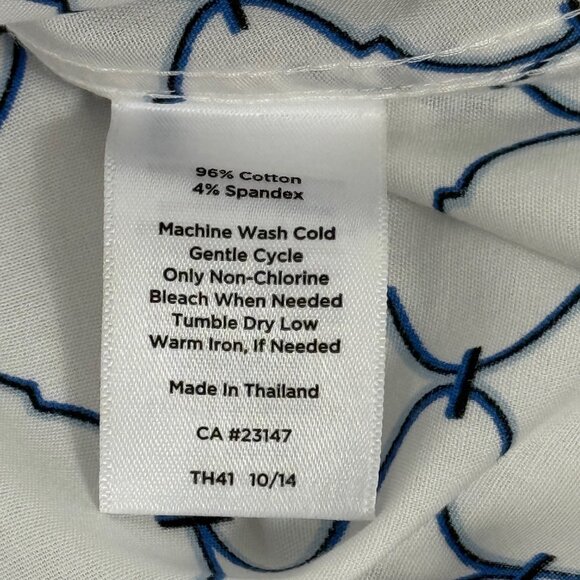 96% Cotton
4% Spandex
Machine Wash Cold
Gentle Cycle
Only Non-Chlorine
Bleach When Needed
Tumble Dry Low
Warm Iron, If Needed
Made In Thailand
CA #23147
TH41 10/14